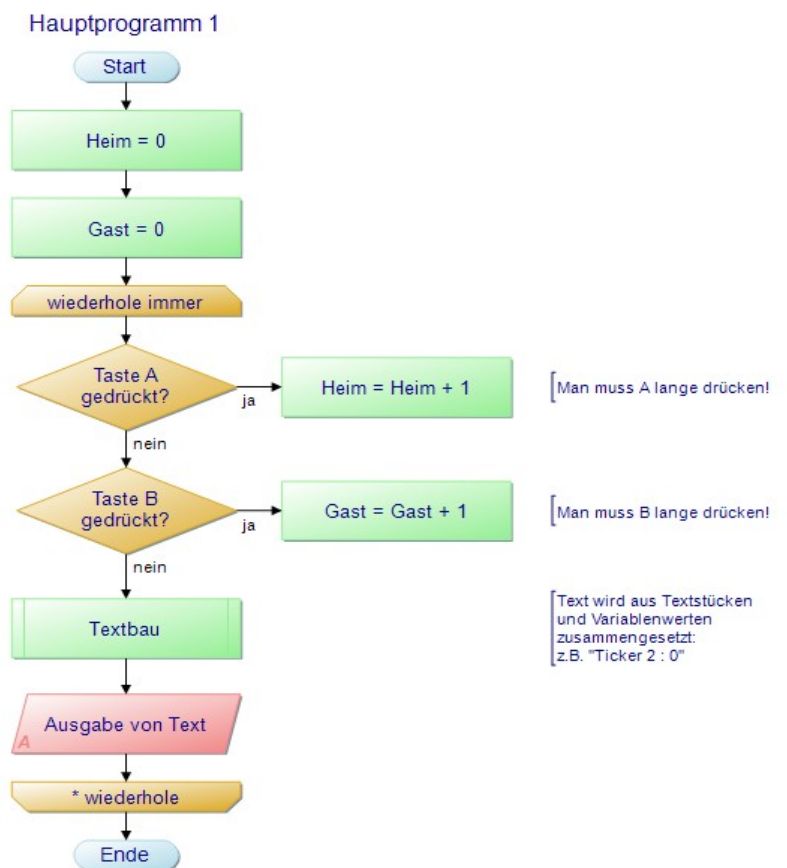 Hauptprogramm 1
Start
Heim = 0
Gast = 0
wiederhole immer
Taste A
gedrückt?
ja
Heim = Heim + 1
Man muss A lange drücken!
nein
Taste B
gedrückt?
ja
Gast = Gast + 1
Man muss B lange drücken!
nein
Textbau
Text wird aus Textstücken
und Variablenwerten
zusammengesetzt:
z.B. "Ticker 2 : 0"
Ausgabe von Text
A
* wiederhole
Ende